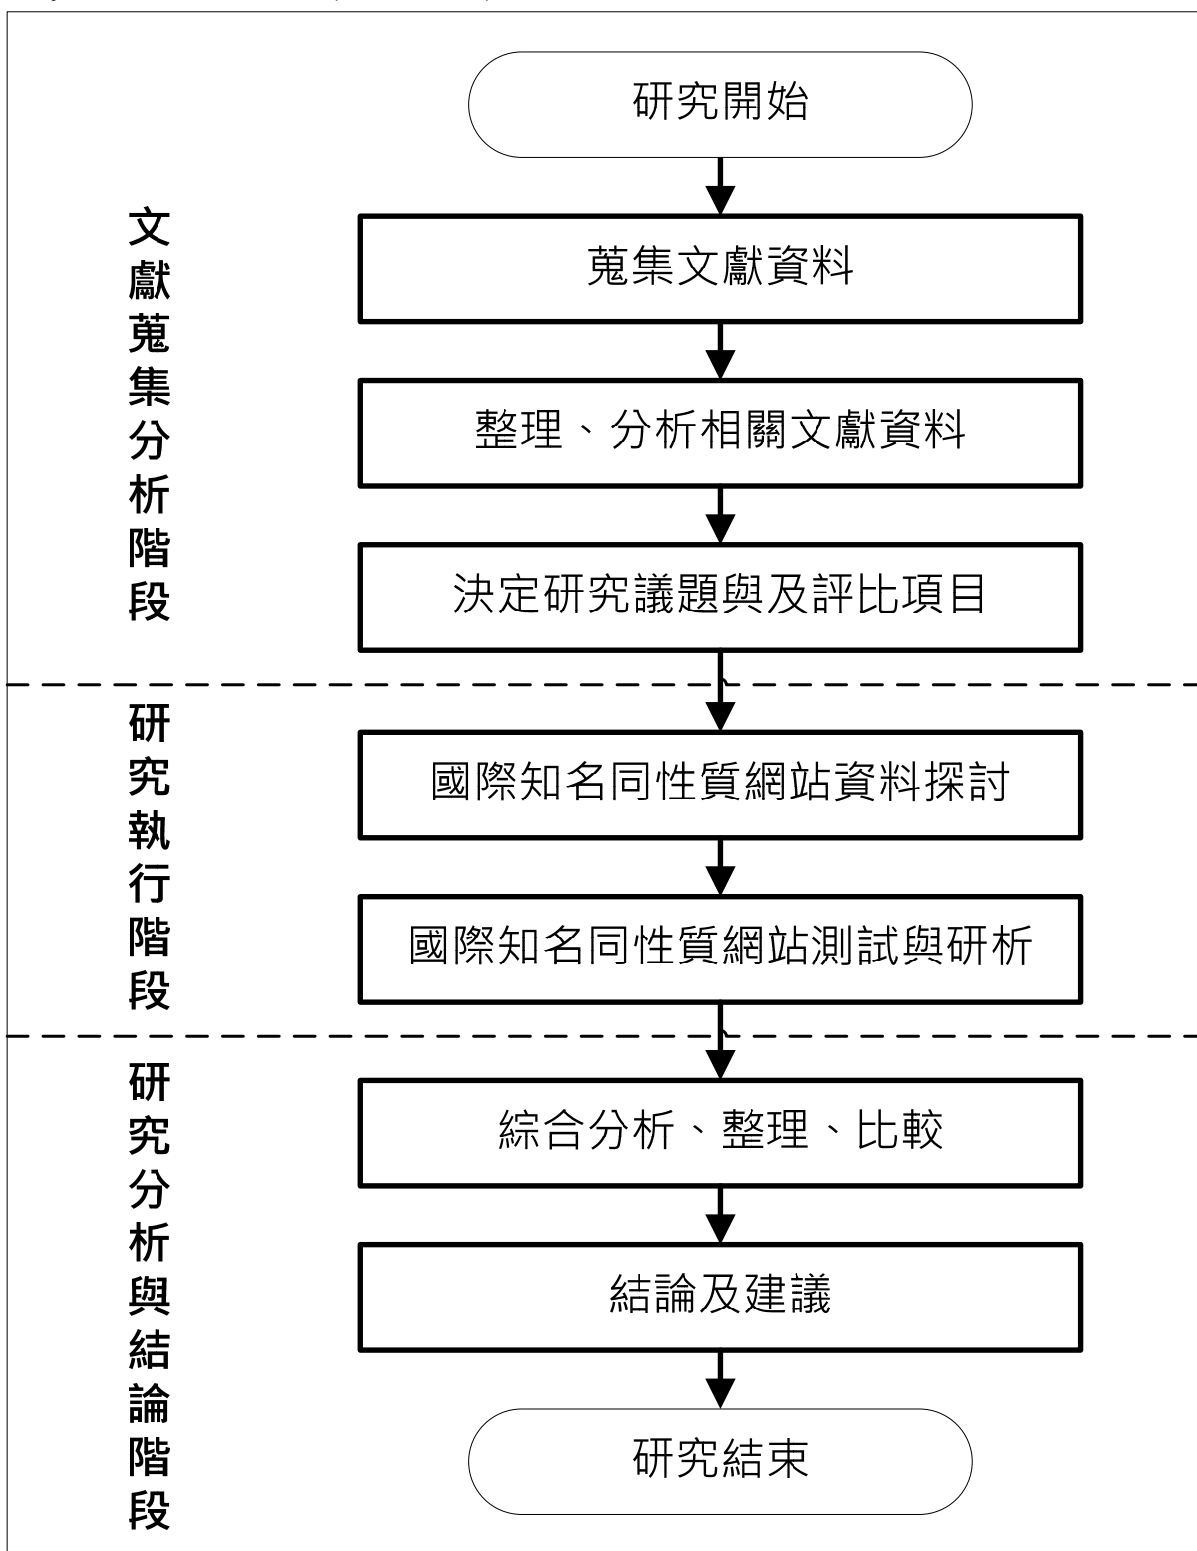 研究開始
文獻蒐集分析階段
蒐集文獻資料
整理、分析相關文獻資料
決定研究議題與及評比項目
研究執行階段
國際知名同性質網站資料探討
國際知名同性質網站測試與研析
研究分析與結論階段
綜合分析、整理、比較
結論及建議
研究結束